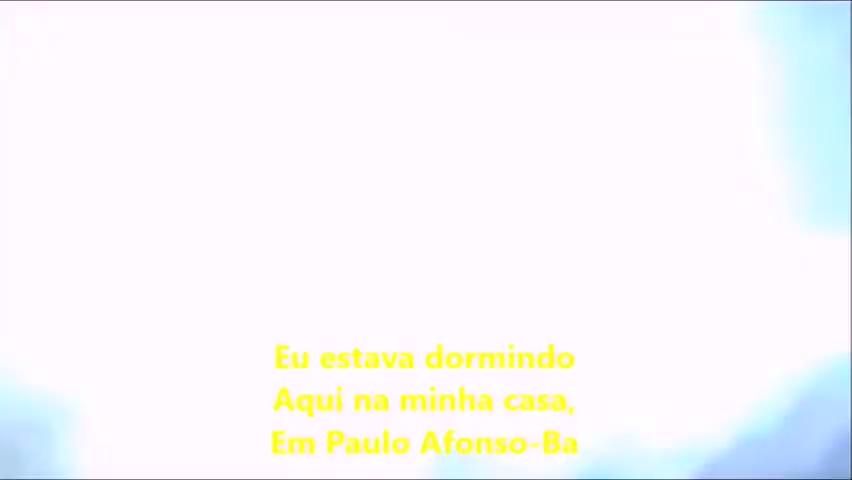 Eu estava dormindo
Aqui na minha casa,
Em Paulo Afonso-Ba